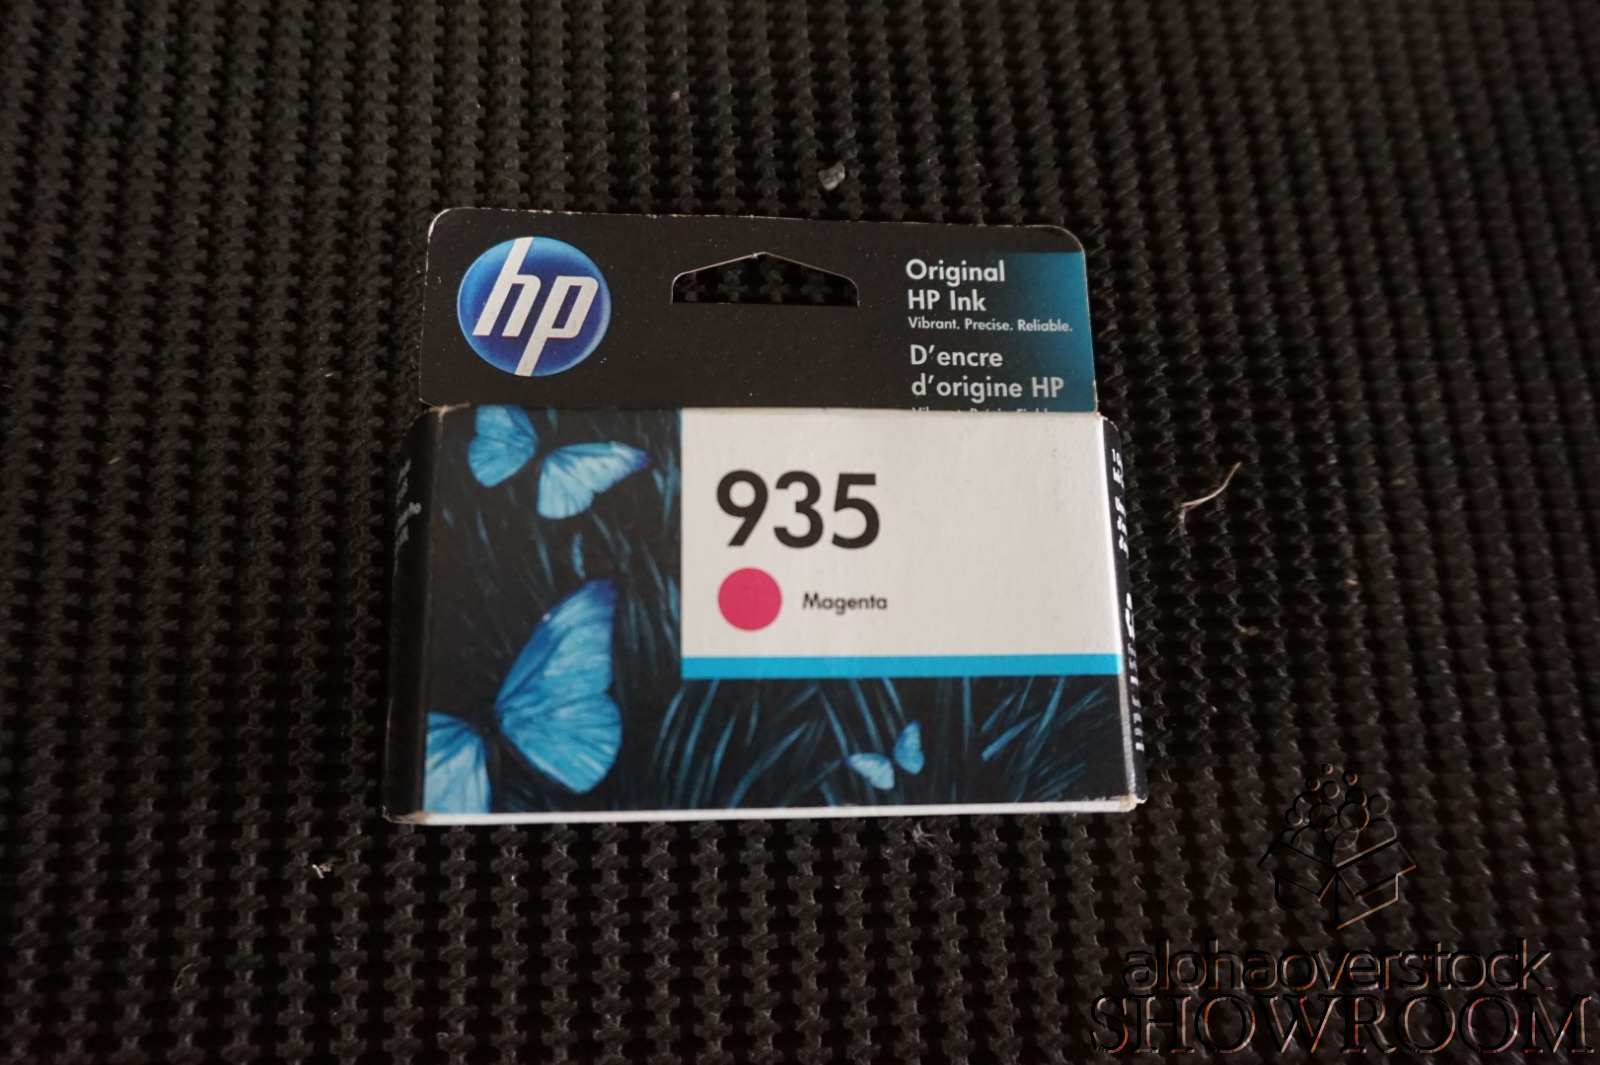 hp
Original
HP Ink
Vibrant. Precise. Reliable.
D'encre
d'origine HP
935
Magenta
alohaoverstock
SHOWROOM